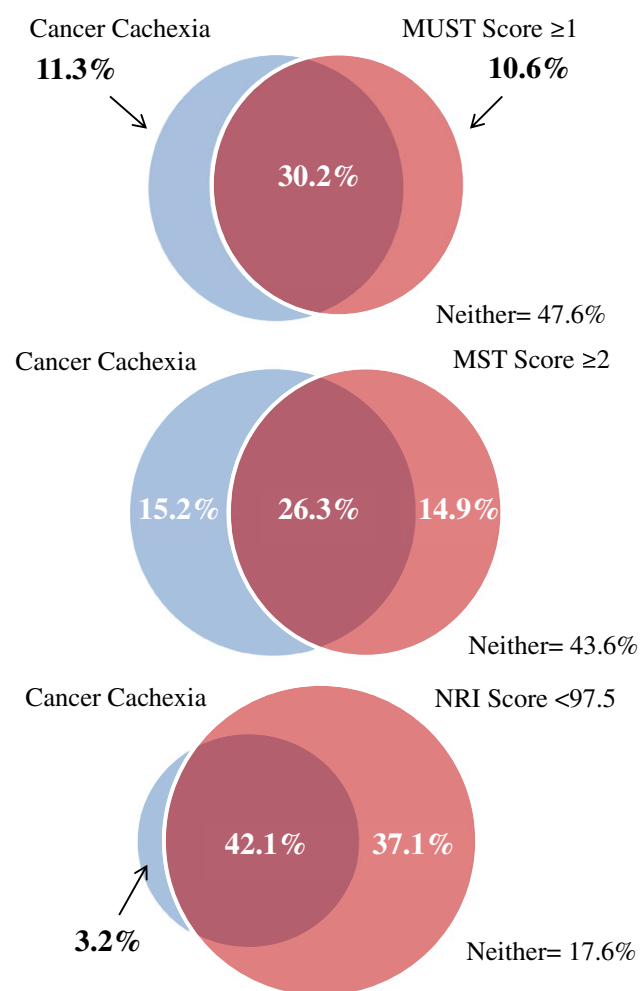 Cancer Cachexia
MUST Score ≥1
11.3%
10.6%
30.2%
Neither= 47.6%
Cancer Cachexia
MST Score ≥2
15.2%
26.3%
14.9%
Neither= 43.6%
Cancer Cachexia
NRI Score <97.5
42.1%
37.1%
3.2%
Neither= 17.6%